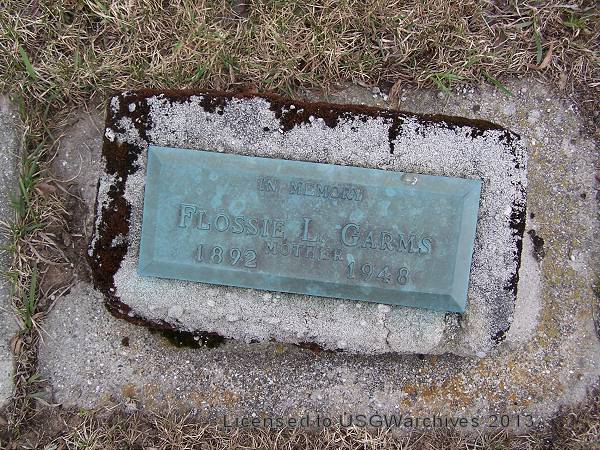 IN MEMORY
FLOSSIE L. GARMS
MOTHER
1892 1948
Licensed to USGWarchives 2013